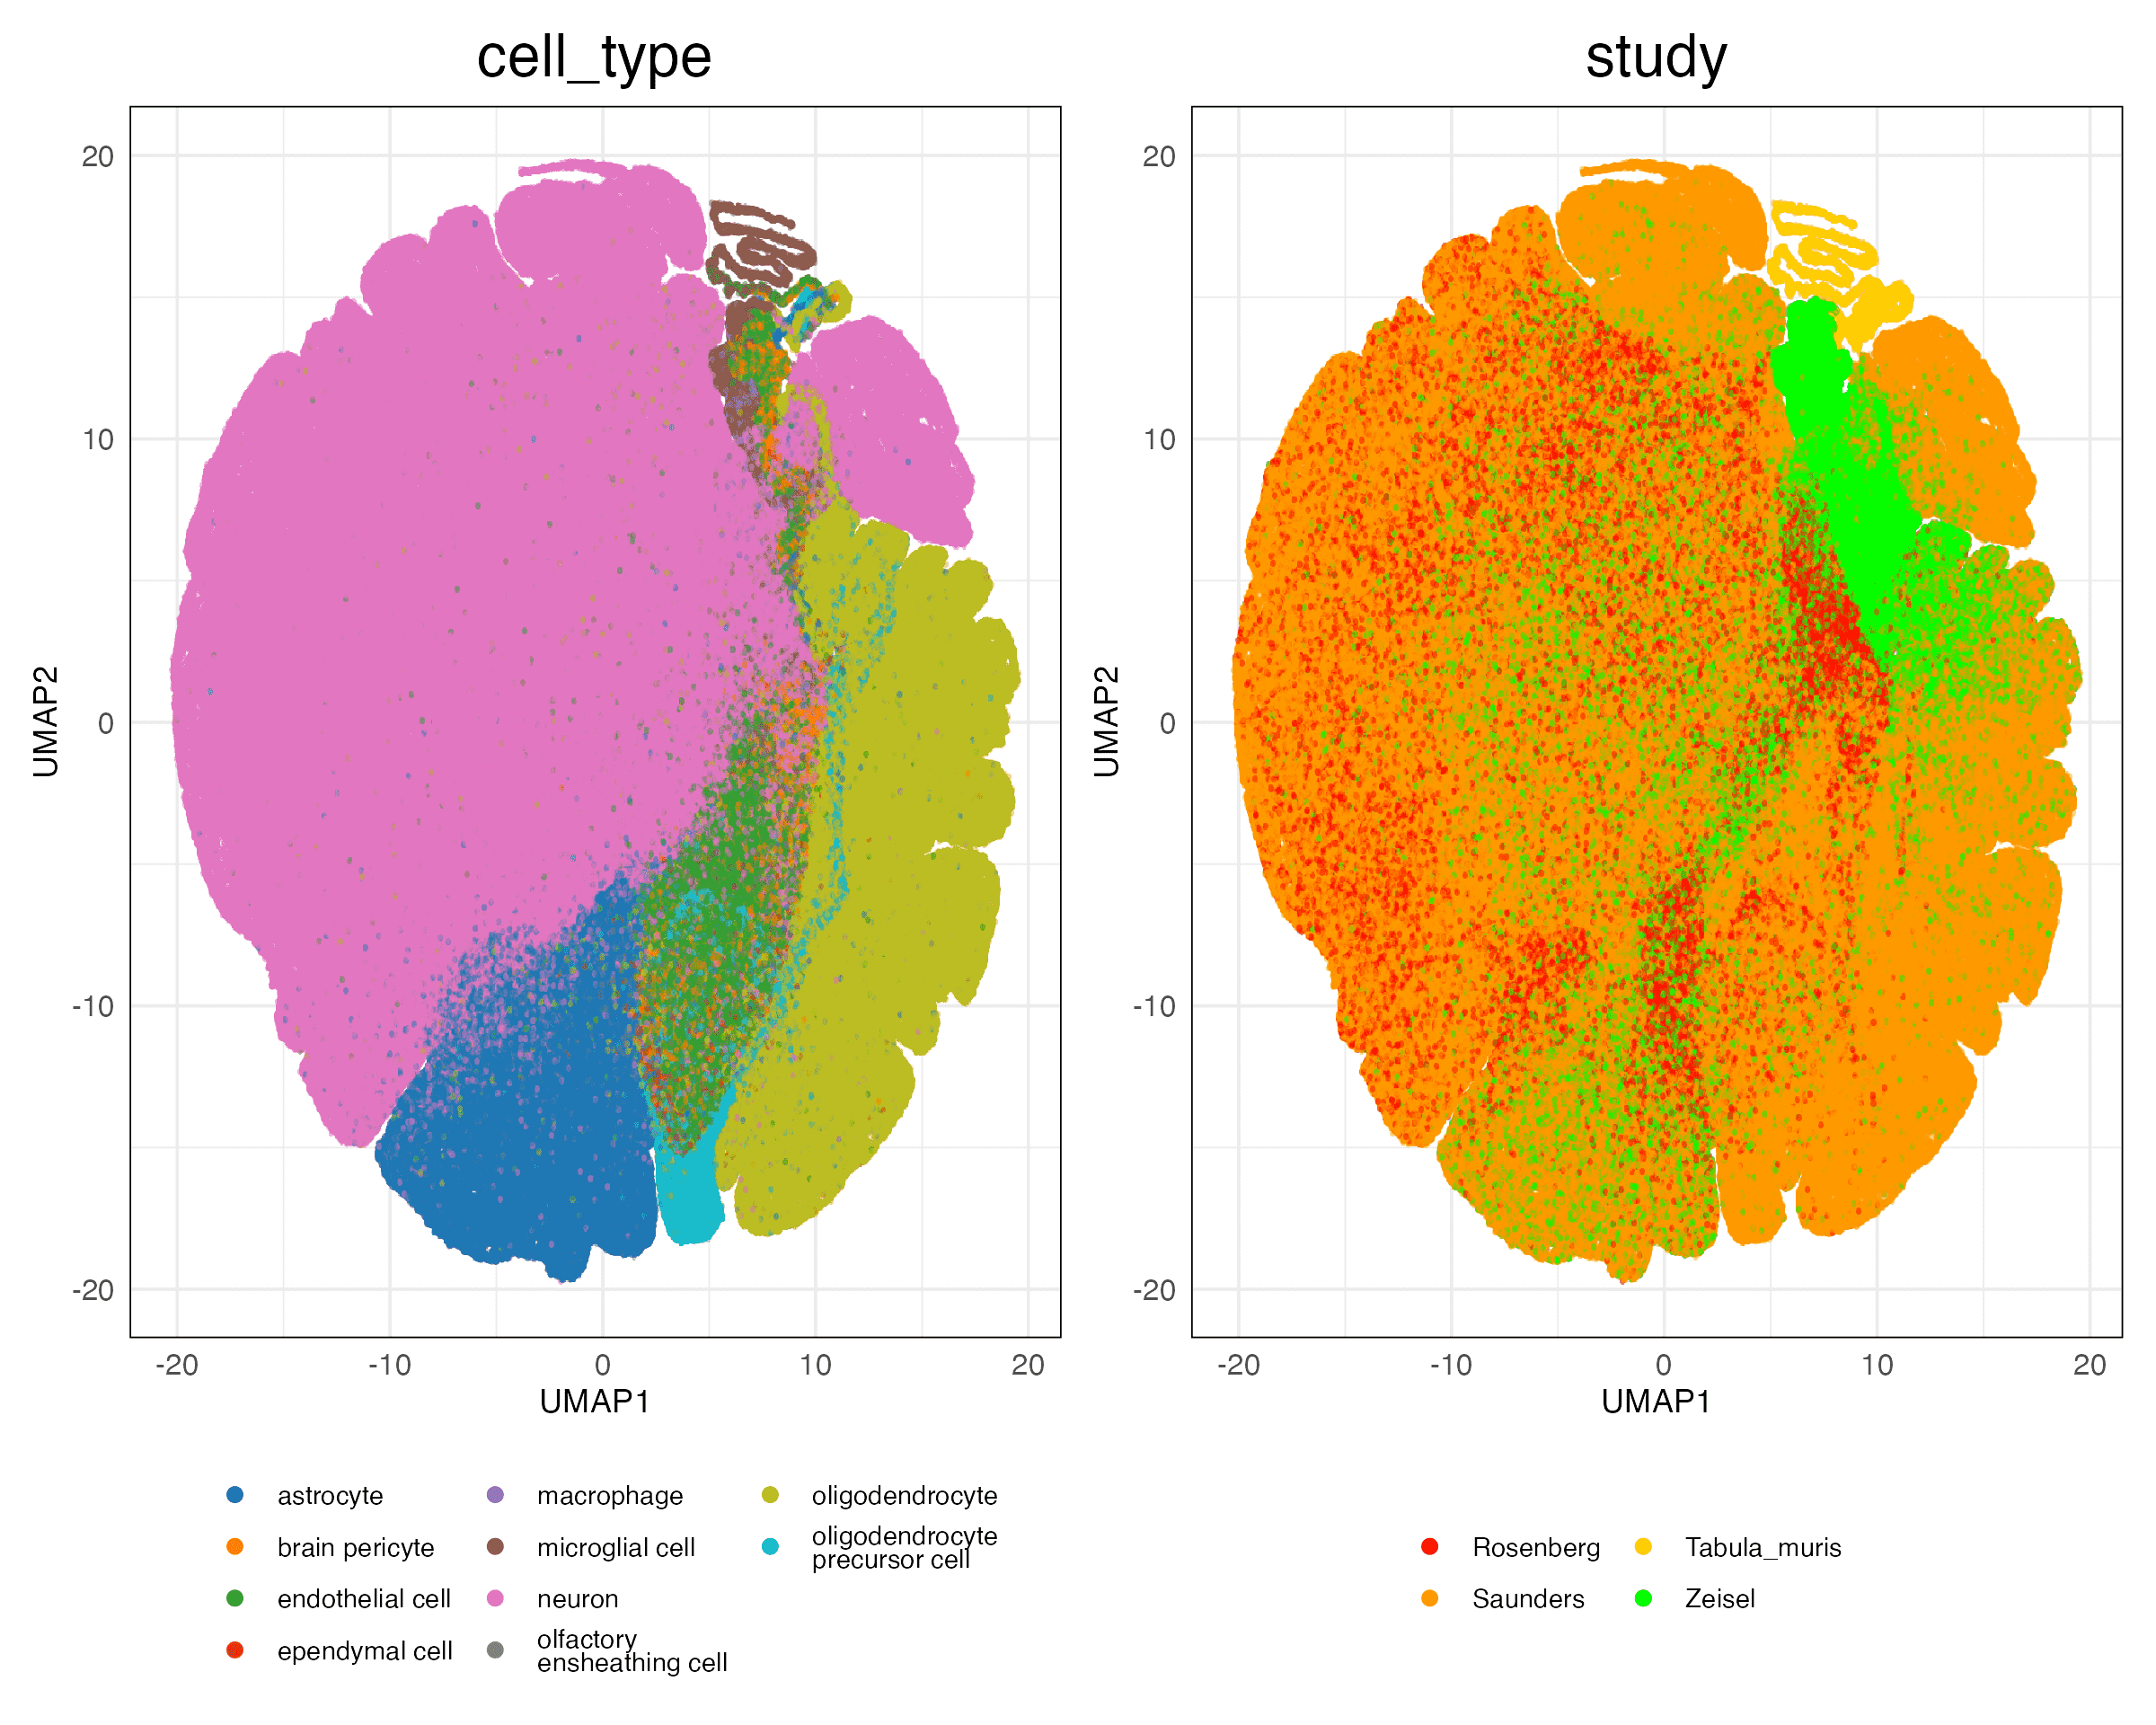 cell_type
study
20
10
0
-10
-20
UMAP2
-20
-10
0
10
20
UMAP1
20
10
0
-10
-20
UMAP2
-20
-10
0
10
20
UMAP1
astrocyte
brain pericyte
endothelial cell
ependymal cell
macrophage
microglial cell
neuron
olfactory
ensheathing cell
oligodendrocyte
oligodendrocyte
precursor cell
Rosenberg
Saunders
Tabula_muris
Zeisel